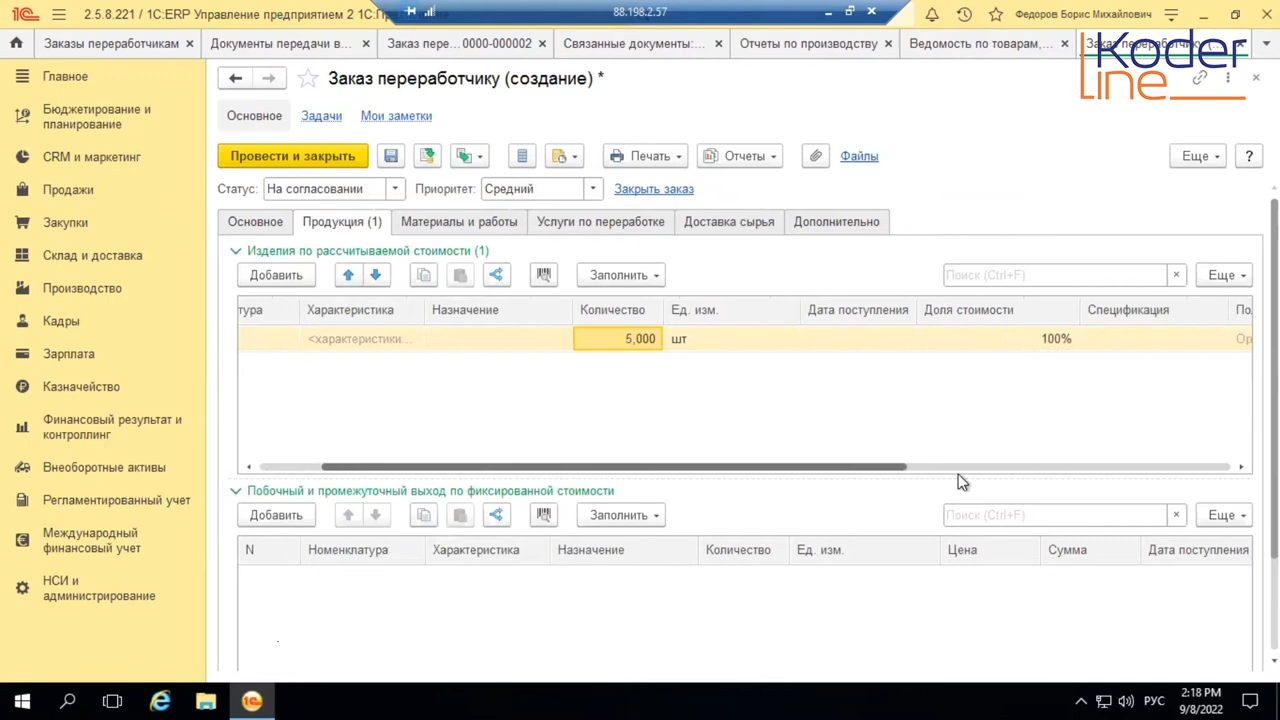 2.5.8.221 / 1С:ERP Управление предприятием 2 1С:Пр
88.198.2.57
Федоров Борис Михайлович
Заказы переработчикам
Документы передачи в...
Заказ пере...0000-000002
Связанные документы:...
Отчеты по производству
Ведомость по товарам,...
Заказ переработчику (...
Koder
line
Главное
Бюджетирование и
планирование
CRM и маркетинг
Продажи
Закупки
Склад и доставка
Производство
Кадры
Зарплата
Казначейство
Финансовый результат и
контроллинг
Внеоборотные активы
Регламентированный учет
Международный
финансовый учет
НСИ и
администрирование
Заказ переработчику (создание) *
Основное Задачи Мои заметки
Провести и закрыть Печать Отчеты Файлы Еще ?
Статус: На согласовании Приоритет: Средний Закрыть заказ
Основное Продукция (1) Материалы и работы Услуги по переработке Доставка сырья Дополнительно
Изделия по рассчитываемой стоимости (1)
Добавить Заполнить Поиск (Ctrl+F) × Еще
тура Характеристика Назначение Количество Ед. изм. Дата поступления Доля стоимости Спецификация По
<характеристики... 5,000 шт 100% Ор
Побочный и промежуточный выход по фиксированной стоимости
Добавить Заполнить Поиск (Ctrl+F) × Еще
N Номенклатура Характеристика Назначение Количество Ед. изм. Цена Сумма Дата поступления
РУС
2:18 PM
9/8/2022